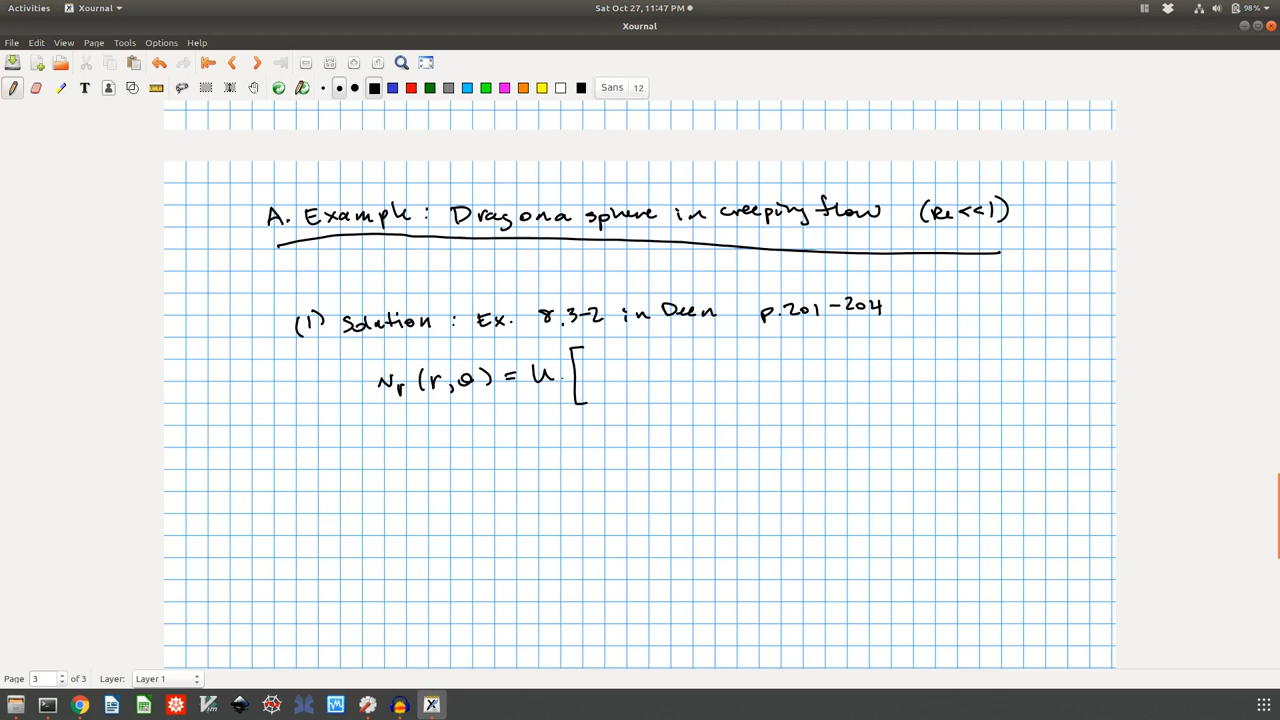 Activities Xournal Sat Oct 27, 11:47 PM 98%
Xournal
File Edit View Page Tools Options Help
Sans 12
A. Example : Drag on a sphere in creeping flow (Re<<1)
(1) Solution : Ex. 8.3-2 in Deen p.201-204
vr (r,θ) = U [
Page 3 of 3 Layer: Layer 1